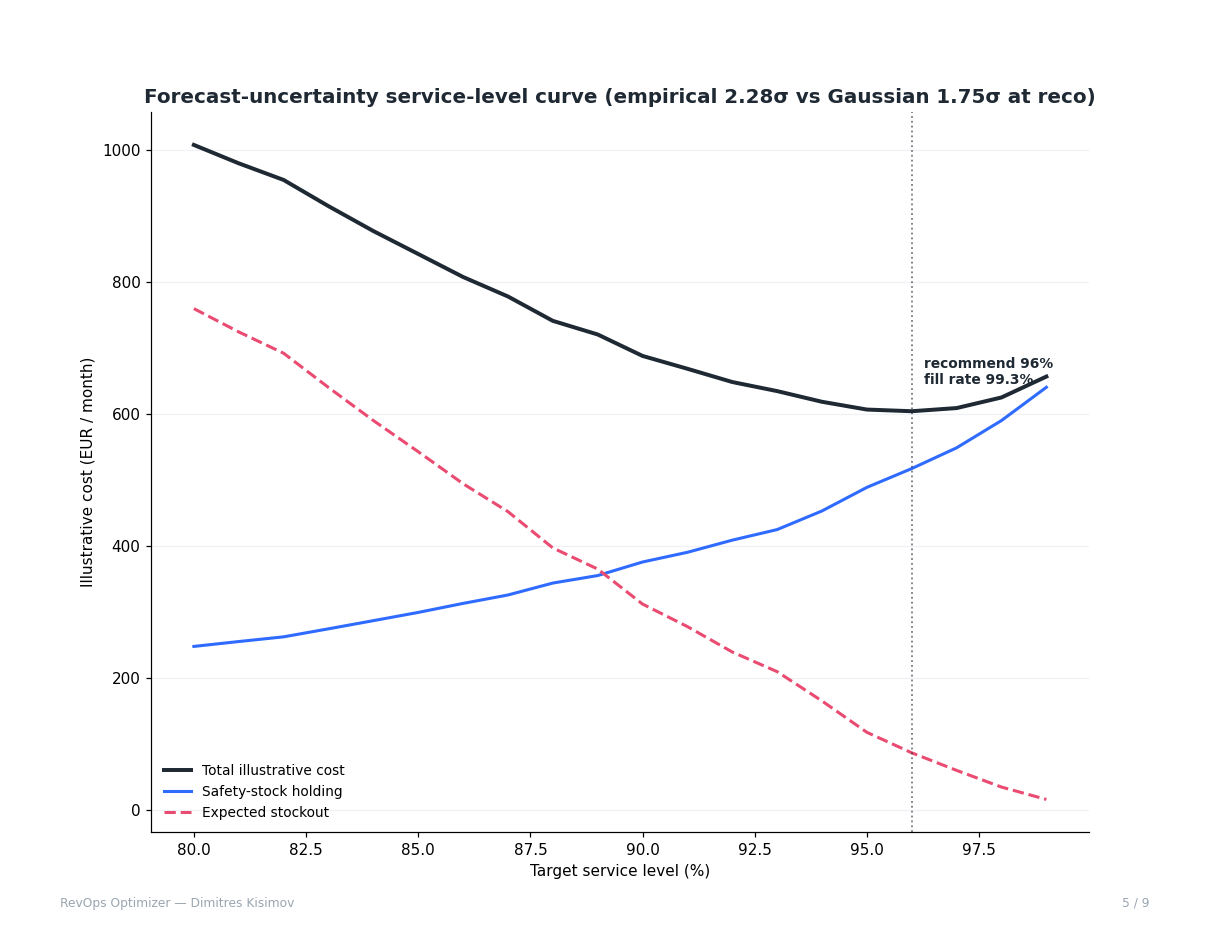 Forecast-uncertainty service-level curve (empirical 2.28σ vs Gaussian 1.75σ at reco)
1000
800
600
400
200
0
Illustrative cost (EUR / month)
recommend 96%
fill rate 99.3%
Total illustrative cost
Safety-stock holding
Expected stockout
80.0 82.5 85.0 87.5 90.0 92.5 95.0 97.5
Target service level (%)
RevOps Optimizer — Dimitres Kisimov 5 / 9